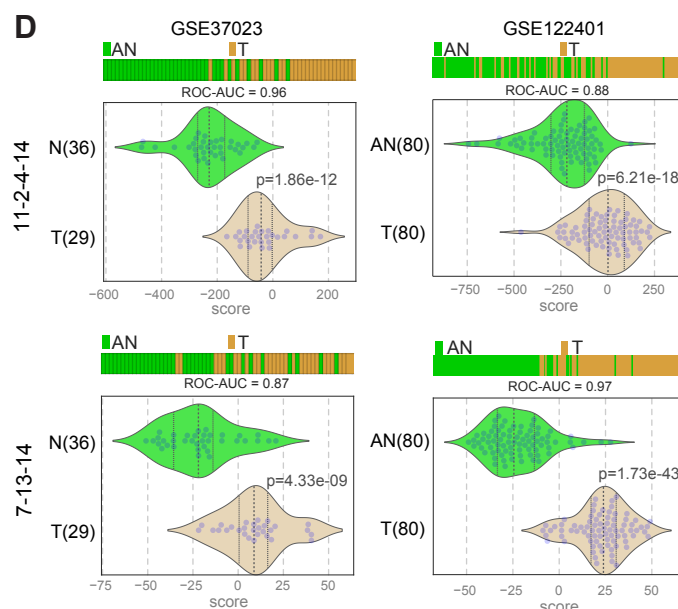 D
GSE37023
GSE122401
AN T
AN T
ROC-AUC = 0.96
ROC-AUC = 0.88
11-2-4-14
N(36)
p=1.86e-12
T(29)
−600 −400 −200 0 200
score
AN(80)
p=6.21e-18
T(80)
−750 −500 −250 0 250
score
AN T
AN T
ROC-AUC = 0.87
ROC-AUC = 0.97
7-13-14
N(36)
p=4.33e-09
T(29)
−75 −50 −25 0 25 50
score
AN(80)
p=1.73e-43
T(80)
−50 −25 0 25 50
score